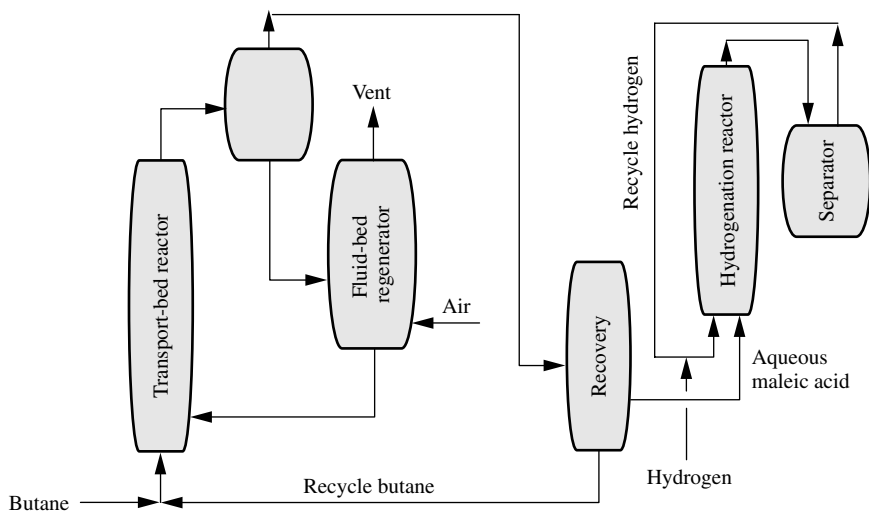 Vent
Transport-bed reactor
Fluid-bed
regenerator
Air
Recycle hydrogen
Hydrogenation reactor
Separator
Recovery
Aqueous
maleic acid
Hydrogen
Butane
Recycle butane